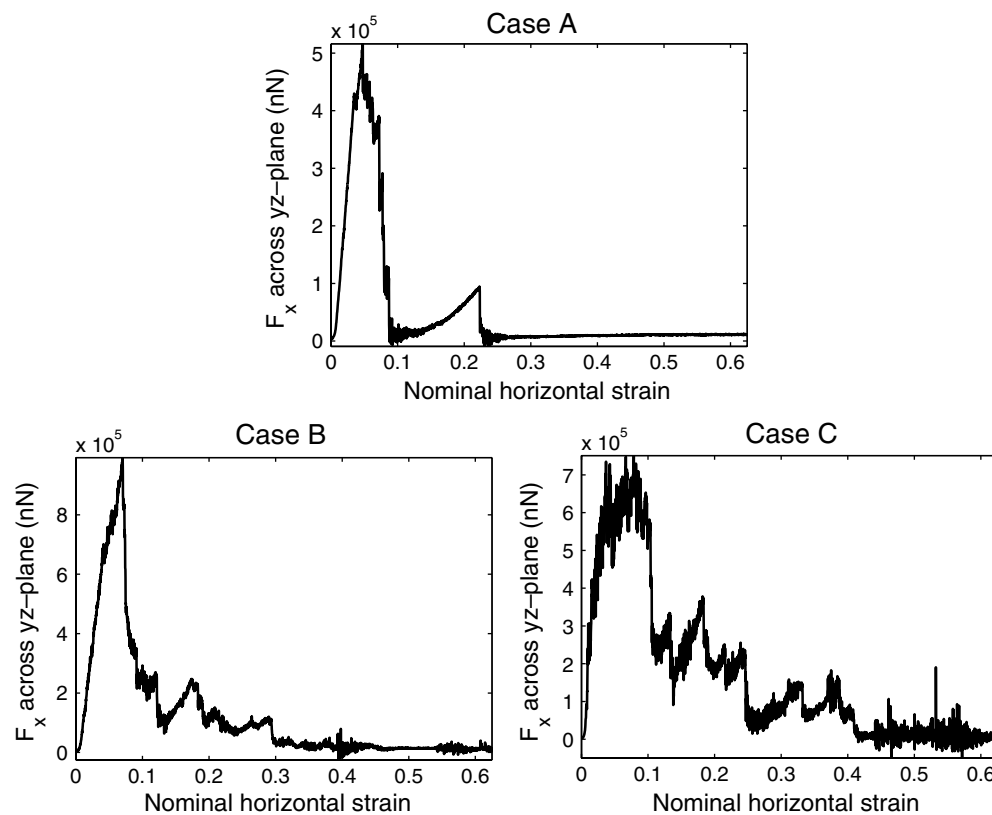 Case A
x 10^5
F_x across yz–plane (nN)
5
4
3
2
1
0
0 0.1 0.2 0.3 0.4 0.5 0.6
Nominal horizontal strain
Case B
x 10^5
F_x across yz–plane (nN)
8
6
4
2
0
0 0.1 0.2 0.3 0.4 0.5 0.6
Nominal horizontal strain
Case C
x 10^5
F_x across yz–plane (nN)
7
6
5
4
3
2
1
0
0 0.1 0.2 0.3 0.4 0.5 0.6
Nominal horizontal strain